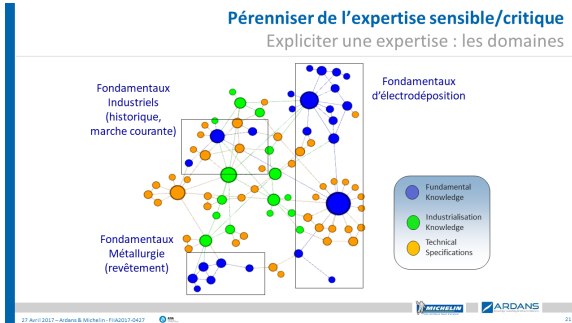 Pérenniser de l’expertise sensible/critique
Expliciter une expertise : les domaines
Fondamentaux
Industriels
(historique,
marche courante)
Fondamentaux
d’électrodéposition
Fundamental
Knowledge
Industrialisation
Knowledge
Technical
Specifications
Fondamentaux
Métallurgie
(revêtement)
MICHELIN
ARDANS
27 Avril 2017 – Ardans & Michelin - FIIA2017-0427
21